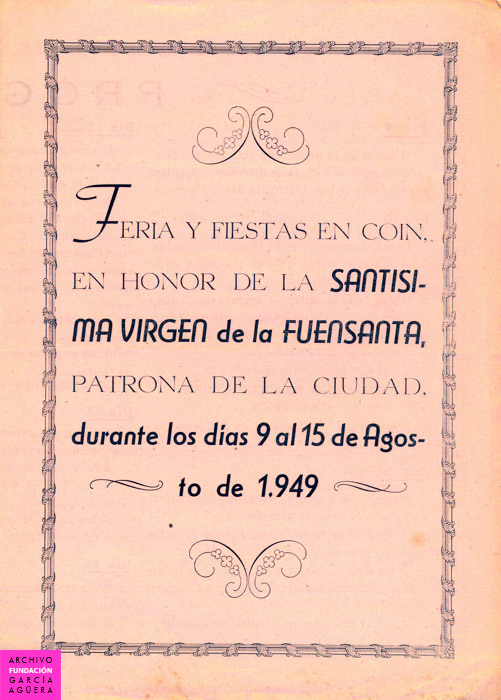 FERIA Y FIESTAS EN COIN,
EN HONOR DE LA SANTISI-
MA VIRGEN de la FUENSANTA,
PATRONA DE LA CIUDAD,
durante los días 9 al 15 de Agos-
to de 1.949
ARCHIVO
FUNDACIÓN
GARCÍA
AGÜERA